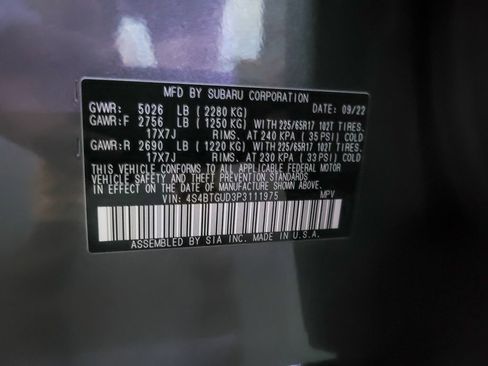 MFD BY SUBARU CORPORATION DATE: 09/22
GVWR: 5026 LB ( 2280 KG)
GAWR:F 2756 LB ( 1250 KG) WITH 225/65R17 102T TIRES.
17X7J RIMS. AT 240 KPA ( 35 PSI) COLD
GAWR:R 2690 LB ( 1220 KG) WITH 225/65R17 102T TIRES.
17X7J RIMS. AT 230 KPA ( 33 PSI) COLD
THIS VEHICLE CONFORMS TO ALL APPLICABLE FEDERAL MOTOR
VEHICLE SAFETY AND THEFT PREVENTION STANDARDS IN EFFECT
ON THE DATE OF MANUFACTURE SHOWN ABOVE.
VIN: 4S4BTGUD3P3111975 MPV
ASSEMBLED BY SIA INC. MADE IN U.S.A.